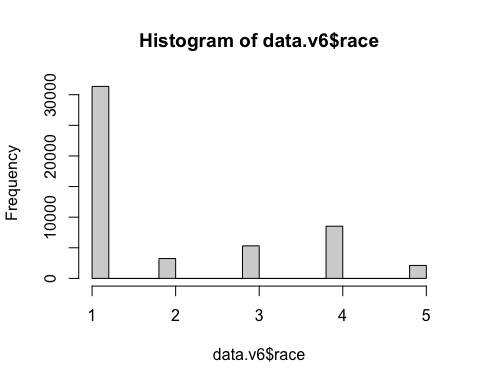 Histogram of data.v6$race
Frequency
30000
20000
10000
0
1 2 3 4 5
data.v6$race